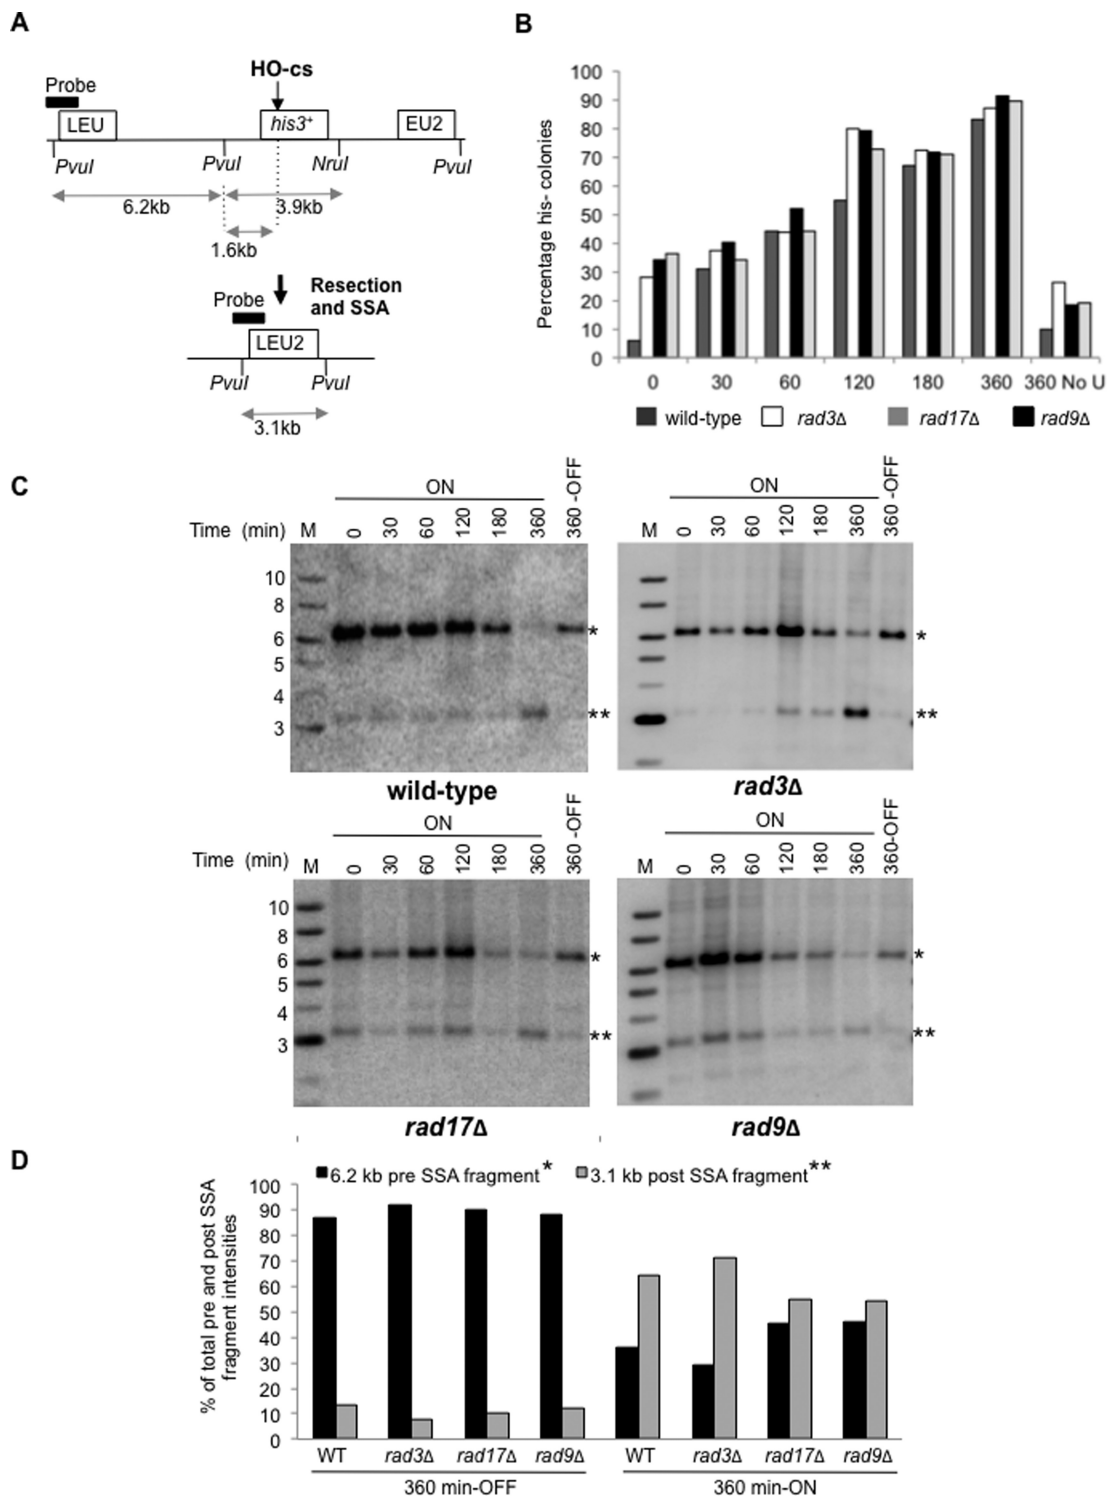 A
Probe
HO-cs
LEU
his3+
EU2
PvuI
PvuI
NruI
PvuI
6.2kb
3.9kb
1.6kb
Resection
and SSA
Probe
LEU2
PvuI
PvuI
3.1kb
B
Percentage his- colonies
100
90
80
70
60
50
40
30
20
10
0
0 30 60 120 180 360 360 No U
wild-type rad3Δ rad17Δ rad9Δ
C
ON
Time (min) M 0 30 60 120 180 360 360 -OFF
10
8
6
5
4
3
*
**
wild-type
ON
M 0 30 60 120 180 360 360 -OFF
*
**
rad3Δ
ON
Time (min) M 0 30 60 120 180 360 360 -OFF
10
8
6
5
4
3
*
**
rad17Δ
ON
M 0 30 60 120 180 360 360-OFF
*
**
rad9Δ
D
6.2 kb pre SSA fragment* 3.1 kb post SSA fragment**
% of total pre and post SSA
fragment intensities
100
90
80
70
60
50
40
30
20
10
0
WT rad3Δ rad17Δ rad9Δ WT rad3Δ rad17Δ rad9Δ
360 min-OFF 360 min-ON